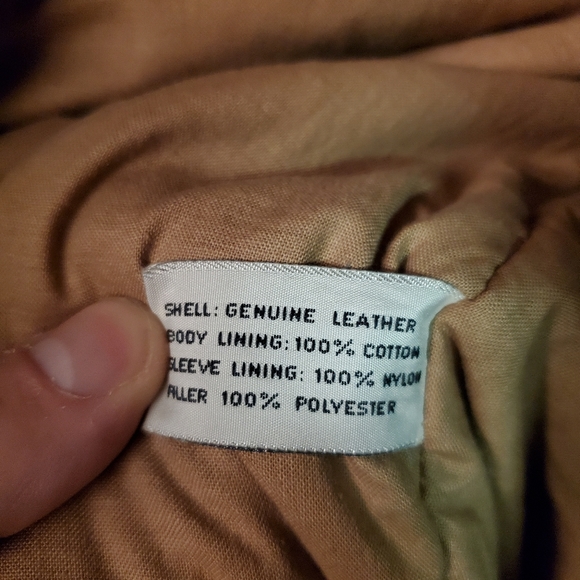 SHELL: GENUINE LEATHER
BODY LINING: 100% COTTON
SLEEVE LINING: 100% NYLON
FILLER 100% POLYESTER